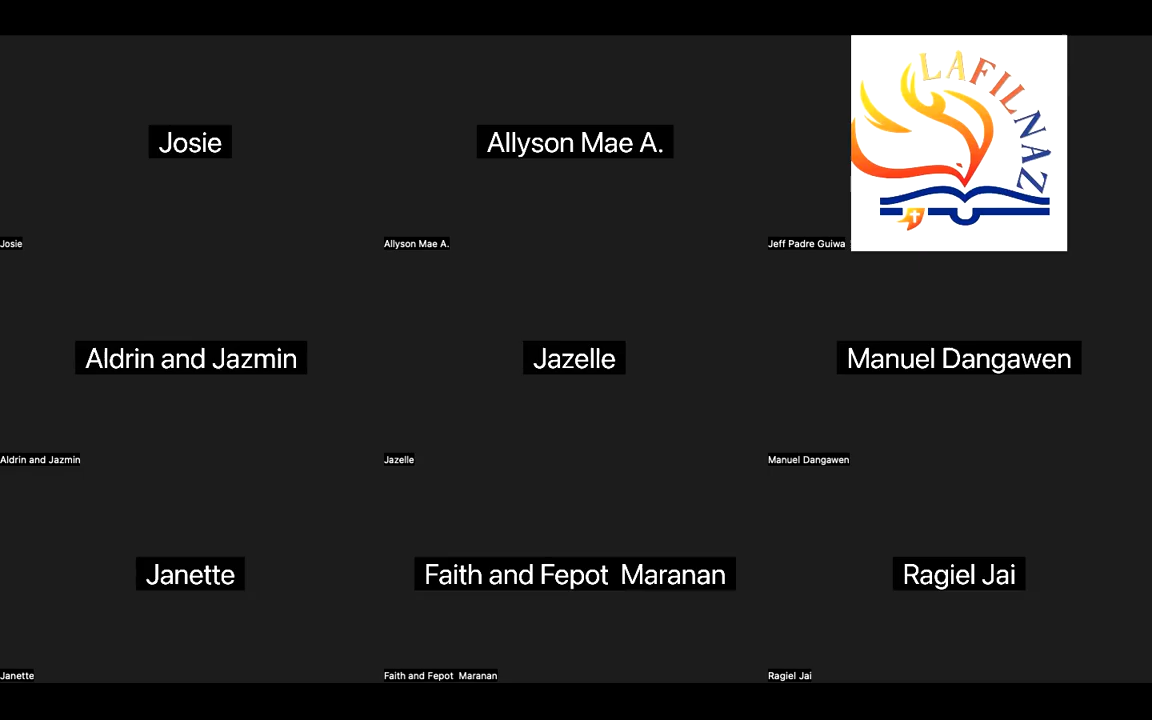 Josie
Allyson Mae A.
LAFILNAZ
Josie
Allyson Mae A.
Jeff Padre Guiwa
Aldrin and Jazmin
Jazelle
Manuel Dangawen
Aldrin and Jazmin
Jazelle
Manuel Dangawen
Janette
Faith and Fepot  Maranan
Ragiel Jai
Janette
Faith and Fepot  Maranan
Ragiel Jai